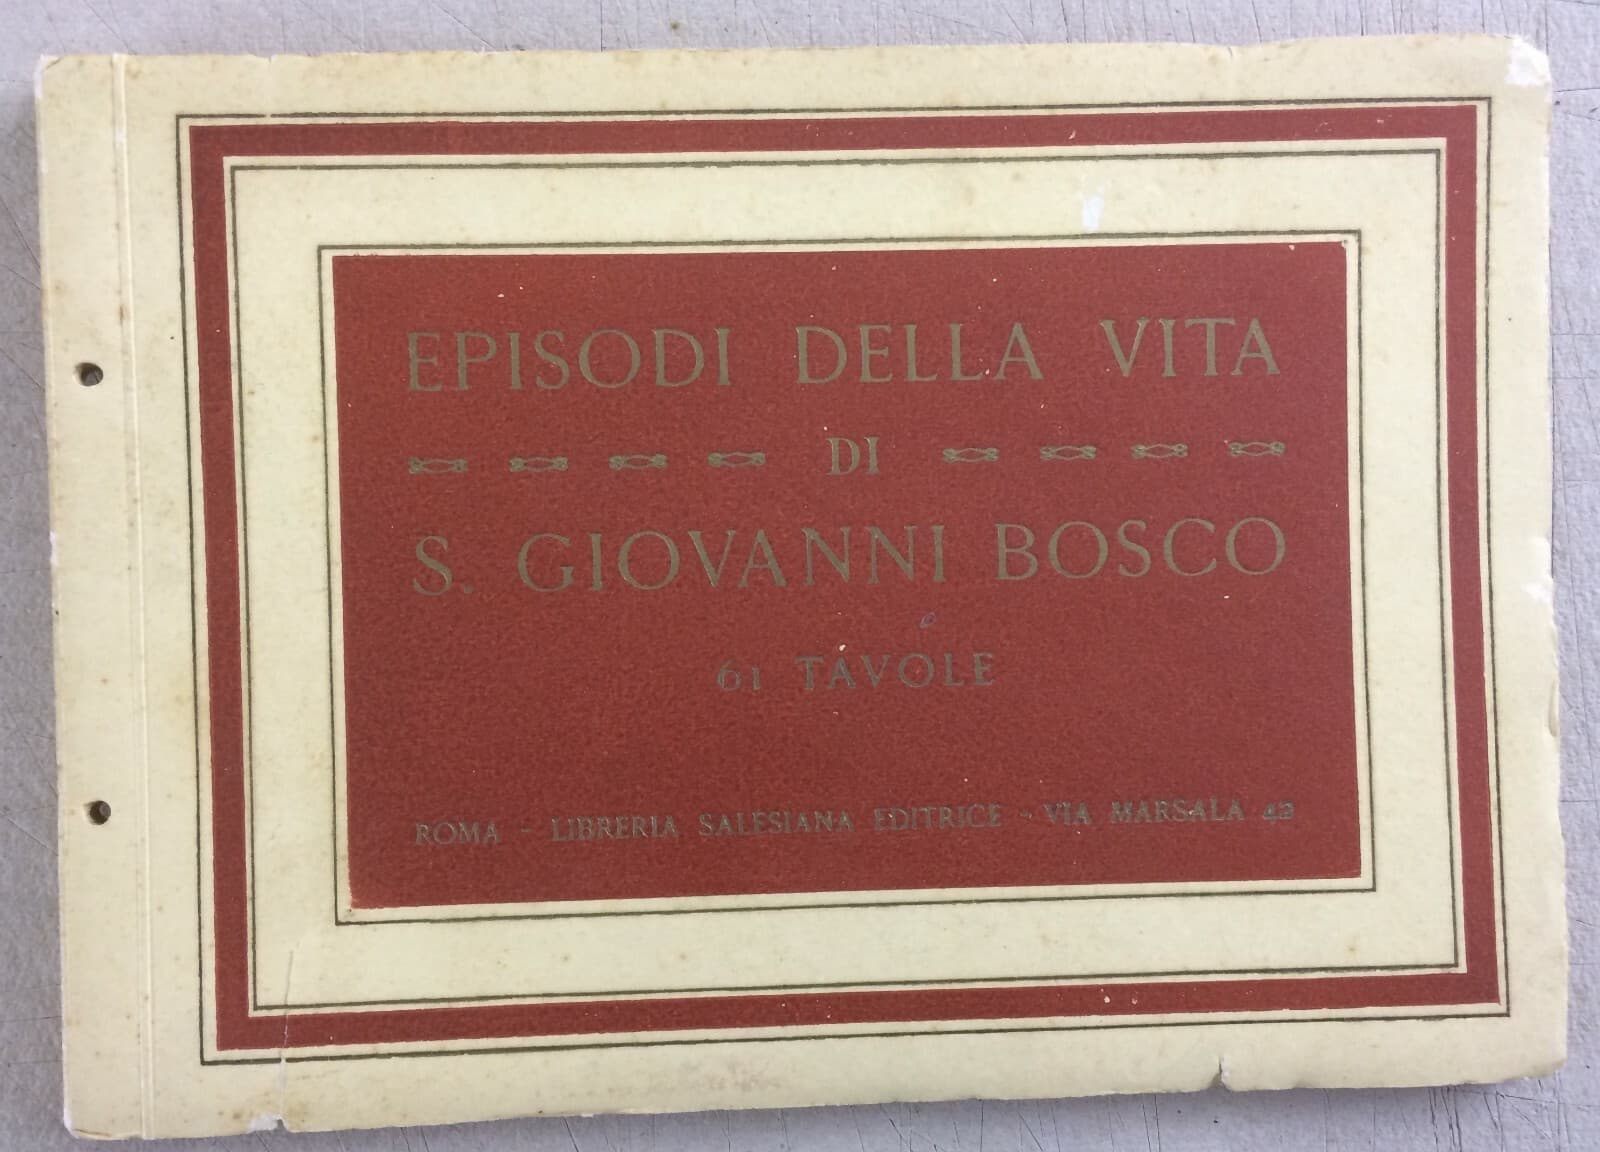 EPISODI DELLA VITA
DI
S. GIOVANNI BOSCO
61 TAVOLE
ROMA - LIBRERIA SALESIANA EDITRICE - VIA MARSALA 42